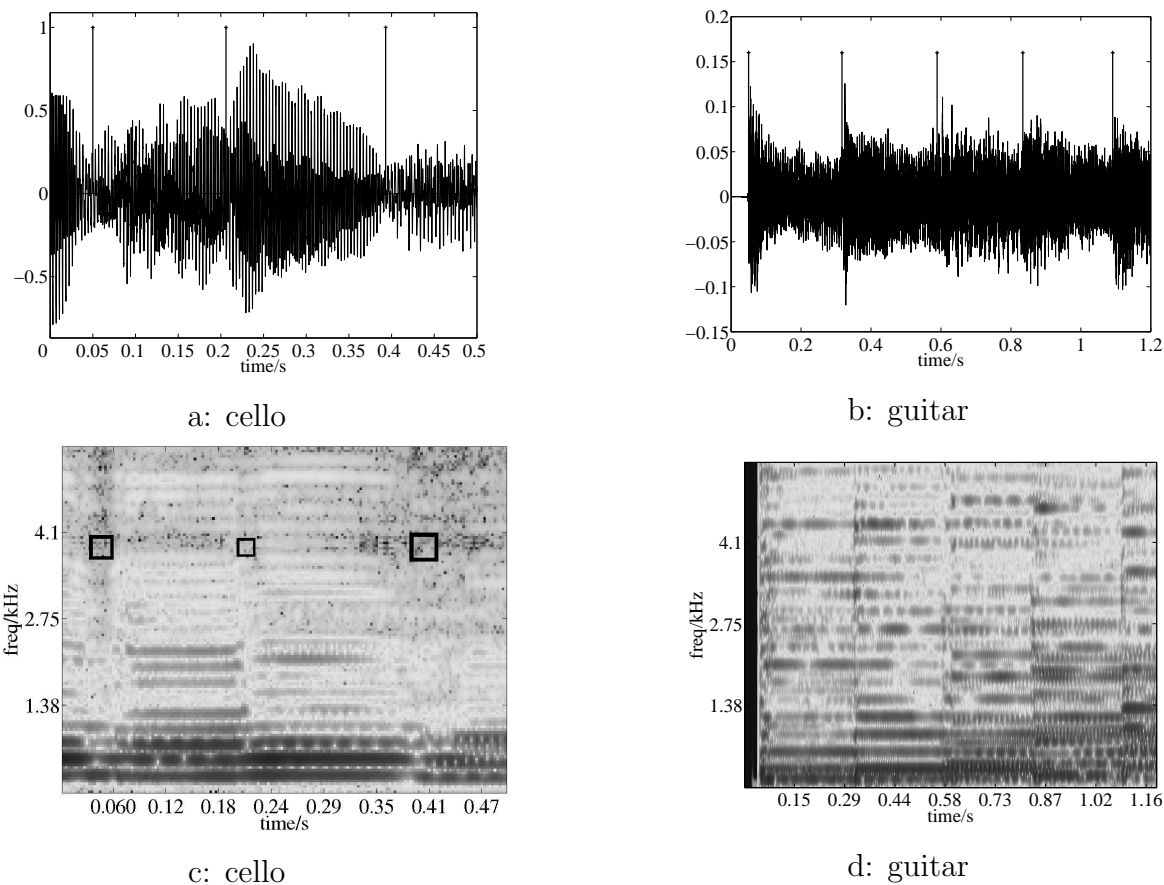 1
0.5
0
−0.5
0 0.05 0.1 0.15 0.2 0.25 0.3 0.35 0.4 0.45 0.5
time/s
a: cello
0.2
0.15
0.1
0.05
0
−0.05
−0.1
−0.15
0 0.2 0.4 0.6 0.8 1 1.2
time/s
b: guitar
4.1
2.75
1.38
freq/kHz
0.060 0.12 0.18 0.24 0.29 0.35 0.41 0.47
time/s
c: cello
4.1
2.75
1.38
freq/kHz
0.15 0.29 0.44 0.58 0.73 0.87 1.02 1.16
time/s
d: guitar